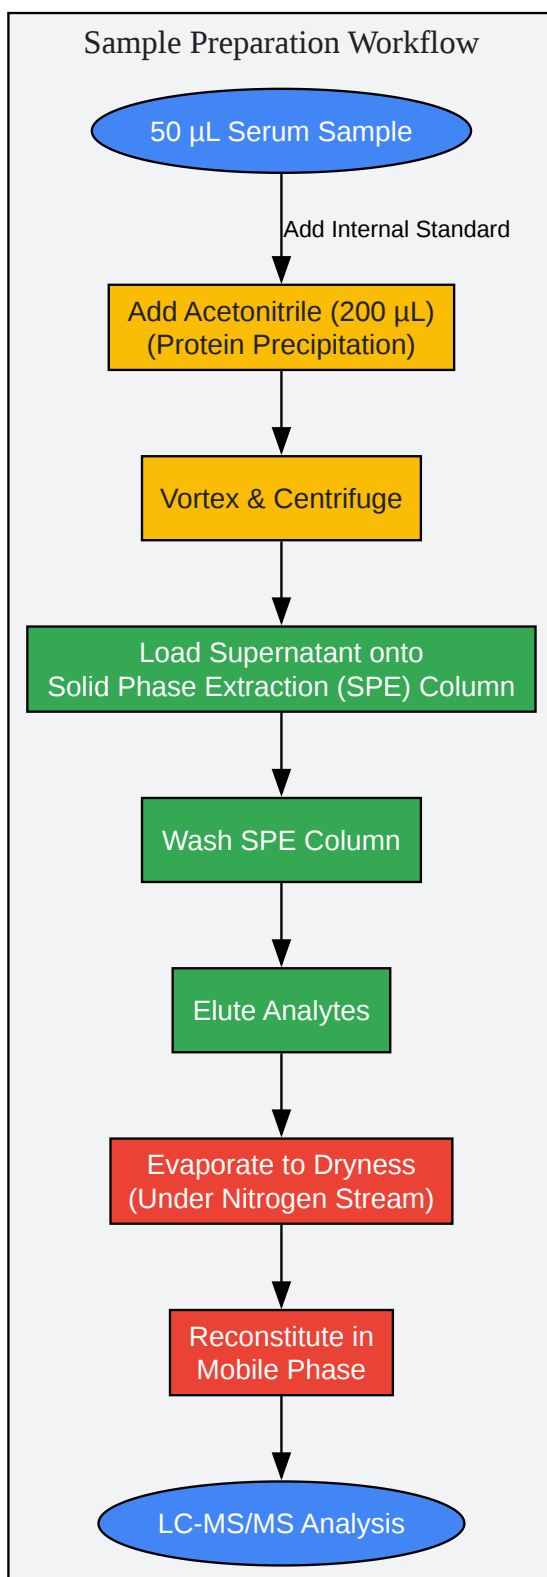 Sample Preparation Workflow
50 µL Serum Sample
Add Internal Standard
Add Acetonitrile (200 µL)
(Protein Precipitation)
Vortex & Centrifuge
Load Supernatant onto
Solid Phase Extraction (SPE) Column
Wash SPE Column
Elute Analytes
Evaporate to Dryness
(Under Nitrogen Stream)
Reconstitute in
Mobile Phase
LC-MS/MS Analysis